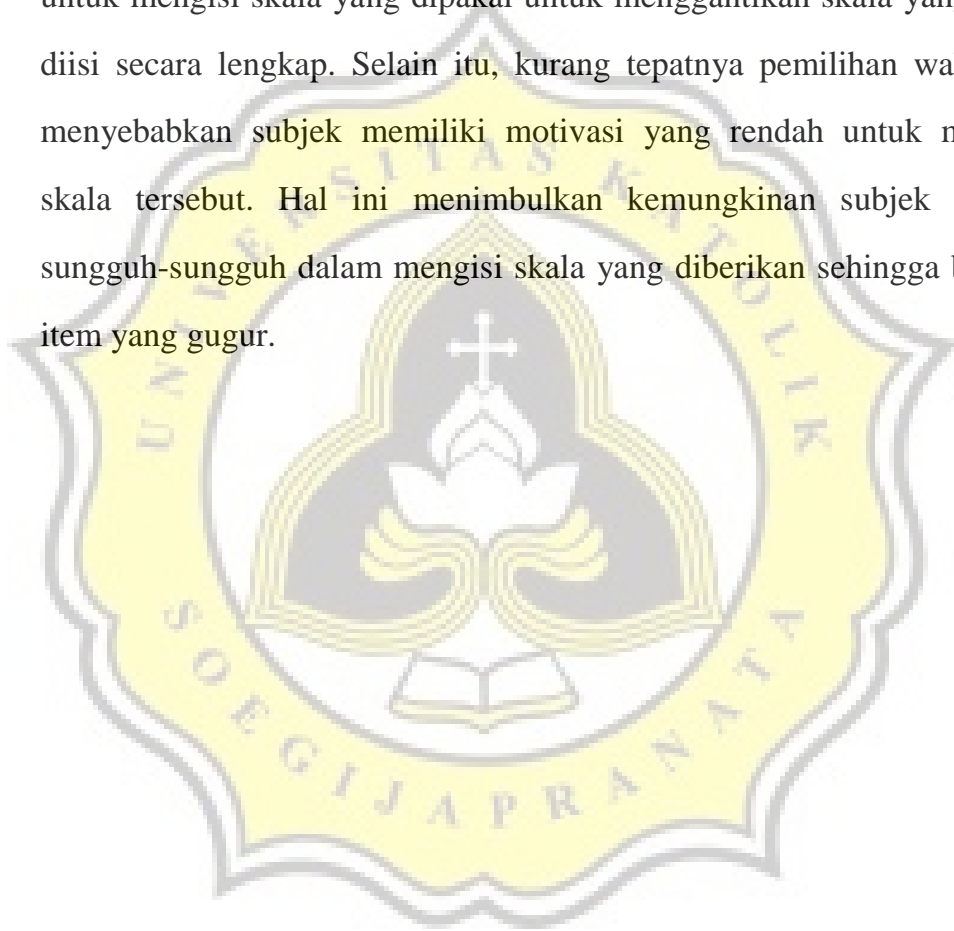 untuk mengisi skala yang dipakai untuk menggantikan skala yang
diisi secara lengkap. Selain itu, kurang tepatnya pemilihan wa
menyebabkan subjek memiliki motivasi yang rendah untuk m
skala tersebut. Hal ini menimbulkan kemungkinan subjek
sungguh-sungguh dalam mengisi skala yang diberikan sehingga b
item yang gugur.
UNIVERSITAS KATOLIK
SOEGIJAPRANATA